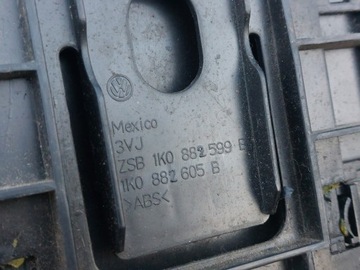 Mexico
3VJ
ZSB 1K0 882 599 B
1K0 882 605 B
>ABS<